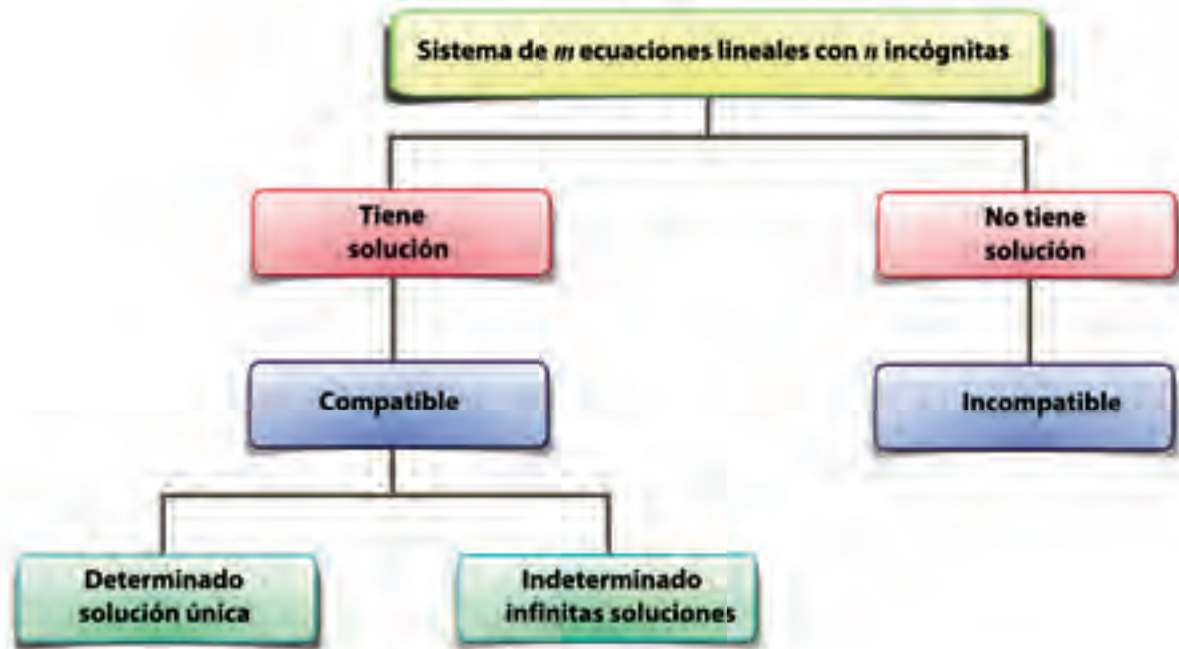 Sistema de m ecuaciones lineales con n incógnitas
Tiene
solución
No tiene
solución
Compatible
Incompatible
Determinado
solución única
Indeterminado
infinitas soluciones